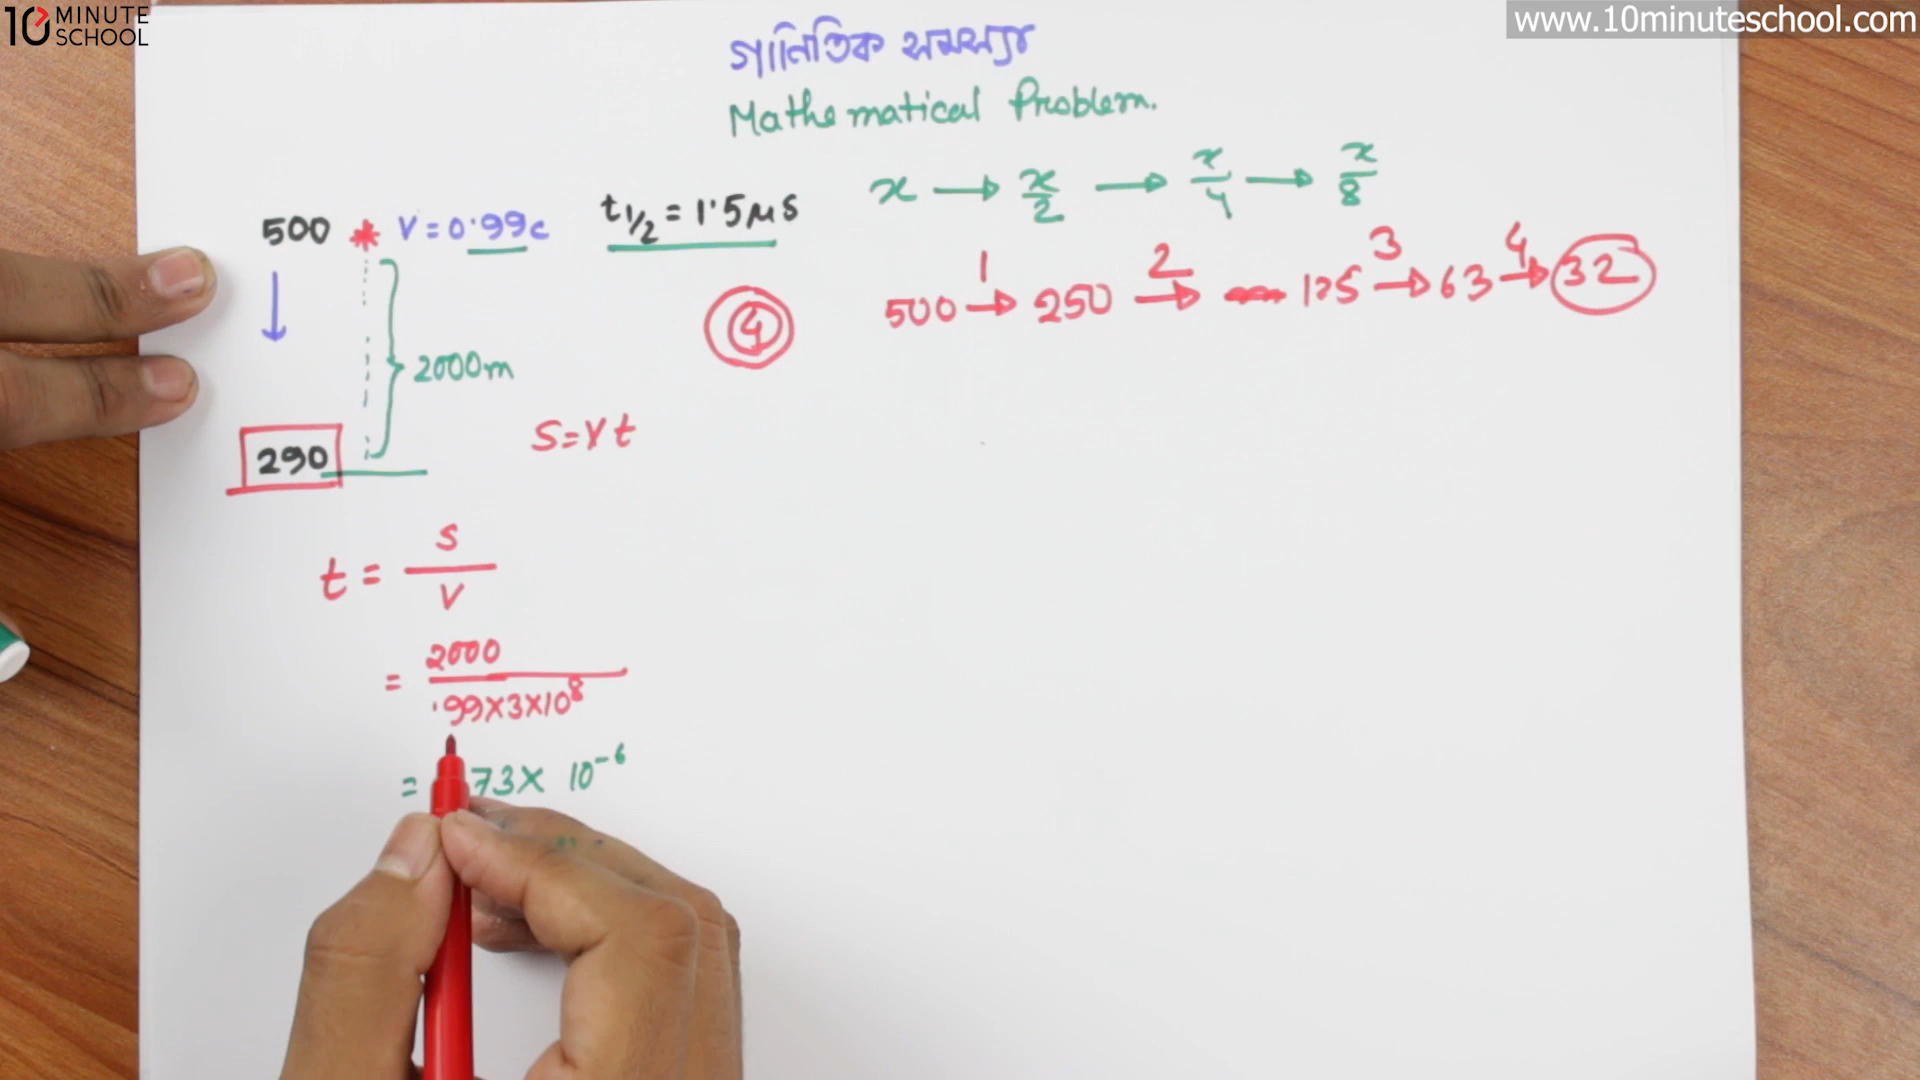 10 MINUTE SCHOOL
www.10minuteschool.com
গানিতিক সমস্যা
Mathematical Problem.
x → x/2 → x/4 → x/8
500 * V = 0.99c
t1/2 = 1.5μs
500 →1 250 →2 125 →3 63 →4 32
4
2000m
290
S = Vt
t = S/V
= 2000/.99×3×10^8
= 73× 10^-6